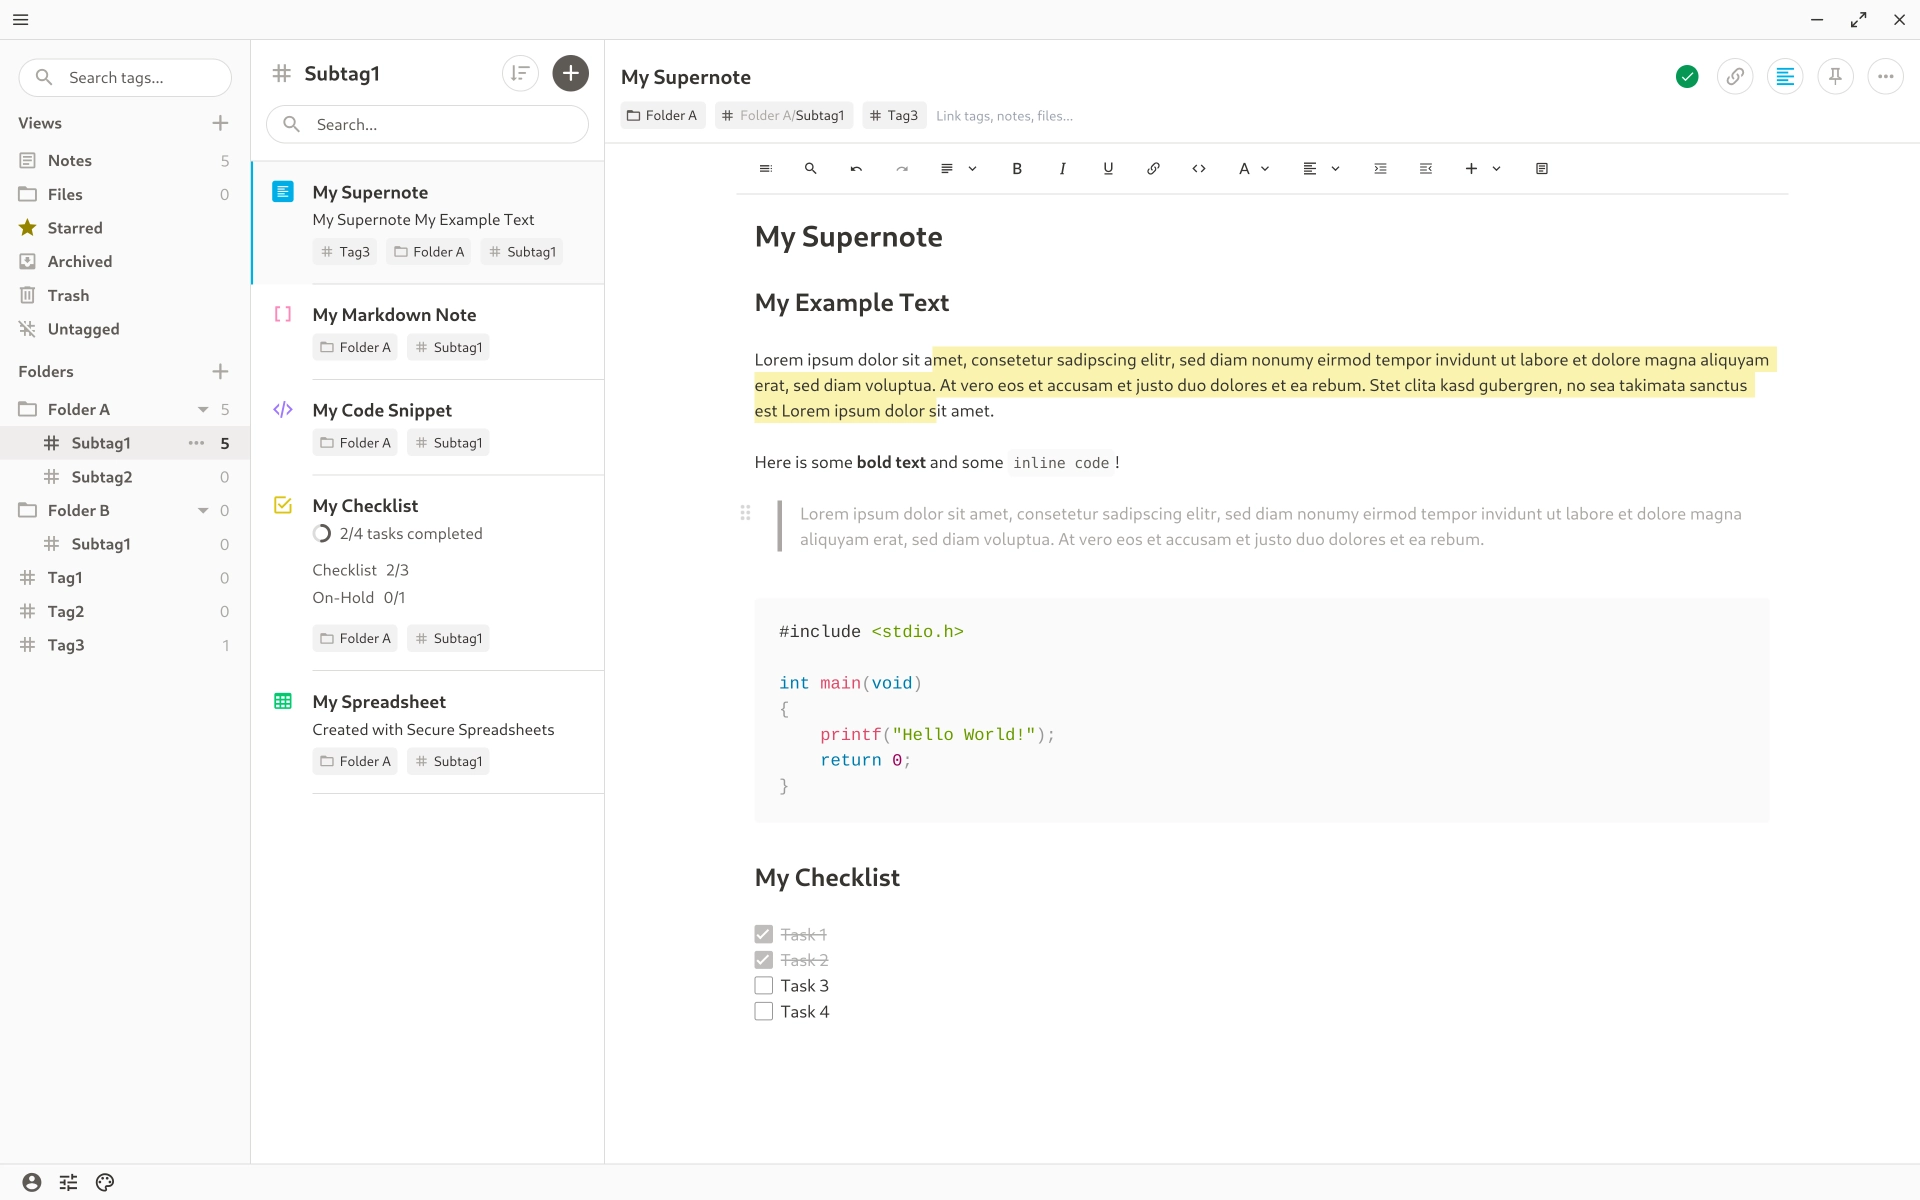 Search tags...
Views
Notes 5
Files 0
Starred
Archived
Trash
Untagged
Folders
Folder A 5
Subtag1 5
Subtag2 0
Folder B 0
Subtag1 0
Tag1 0
Tag2 0
Tag3 1
Subtag1
Search...
My Supernote
My Supernote My Example Text
Tag3 Folder A Subtag1
My Markdown Note
Folder A Subtag1
My Code Snippet
Folder A Subtag1
My Checklist
2/4 tasks completed
Checklist 2/3
On-Hold 0/1
Folder A Subtag1
My Spreadsheet
Created with Secure Spreadsheets
Folder A Subtag1
My Supernote
Folder A Folder A/Subtag1 Tag3 Link tags, notes, files...
B I U A
My Supernote
My Example Text
Lorem ipsum dolor sit amet, consetetur sadipscing elitr, sed diam nonumy eirmod tempor invidunt ut labore et dolore magna aliquyam
erat, sed diam voluptua. At vero eos et accusam et justo duo dolores et ea rebum. Stet clita kasd gubergren, no sea takimata sanctus
est Lorem ipsum dolor sit amet.
Here is some bold text and some inline code !
Lorem ipsum dolor sit amet, consetetur sadipscing elitr, sed diam nonumy eirmod tempor invidunt ut labore et dolore magna
aliquyam erat, sed diam voluptua. At vero eos et accusam et justo duo dolores et ea rebum.
#include <stdio.h>
int main(void)
{
printf("Hello World!");
return 0;
}
My Checklist
Task 1
Task 2
Task 3
Task 4